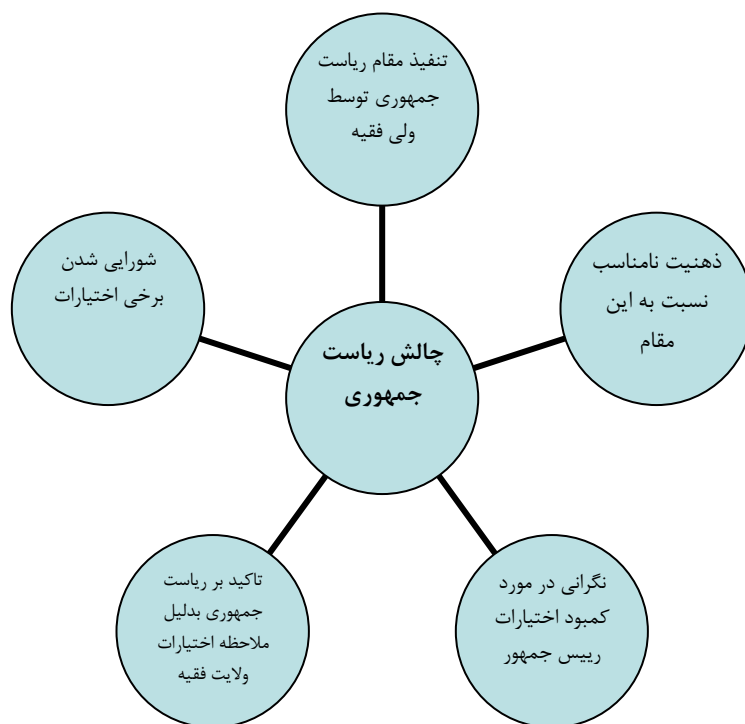 تنفیذ مقام ریاست
جمهوری توسط
ولی فقیه
ذهنیت نامناسب
نسبت به این
مقام
شورایی شدن
برخی اختیارات
چالش ریاست
جمهوری
نگرانی در مورد
کمبود اختیارات
رییس جمهور
تاکید بر ریاست
جمهوری بدلیل
ملاحظه اختیارات
ولایت فقیه